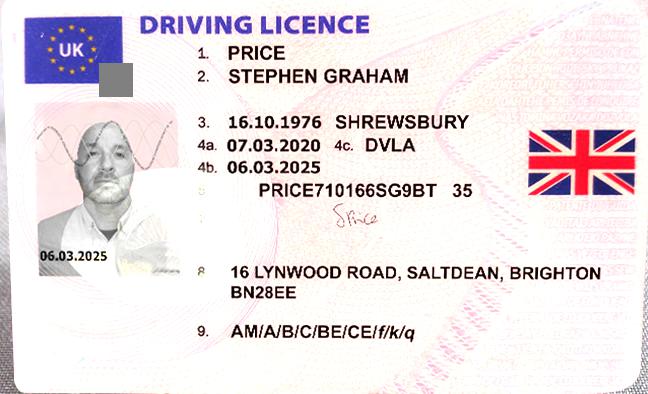 DRIVING LICENCE
UK
1. PRICE
2. STEPHEN GRAHAM
3. 16.10.1976 SHREWSBURY
4a. 07.03.2020 4c. DVLA
4b. 06.03.2025
PRICE710166SG9BT 35
SPrice
06.03.2025
8 16 LYNWOOD ROAD, SALTDEAN, BRIGHTON
BN28EE
9. AM/A/B/C/BE/CE/f/k/q